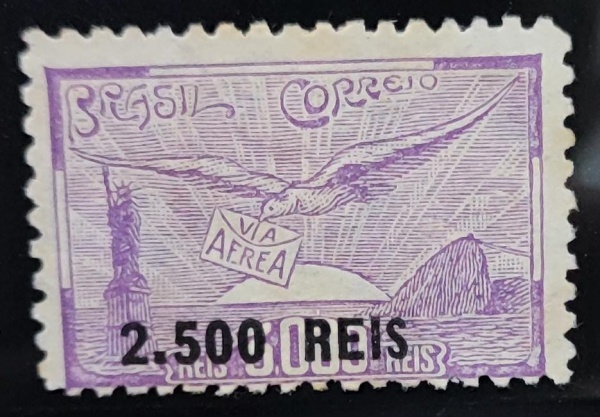 BRASIL CORREIO
VIA
AEREA
2.500 REIS
REIS REIS